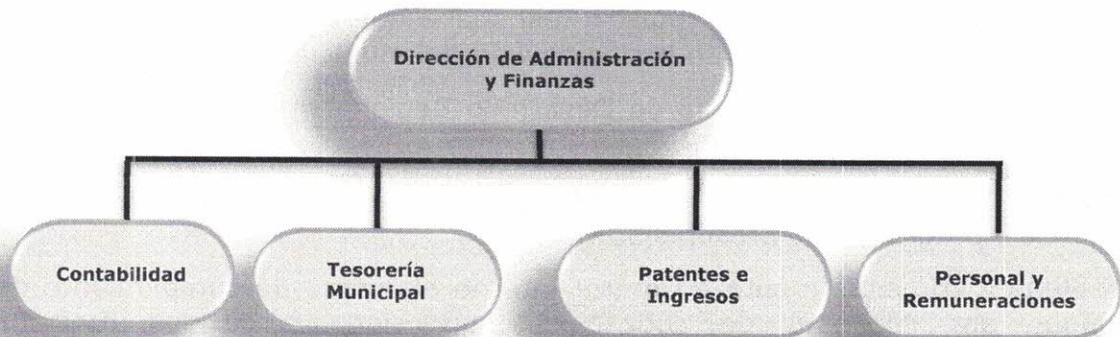 Dirección de Administración
y Finanzas
Contabilidad
Tesorería
Municipal
Patentes e
Ingresos
Personal y
Remuneraciones